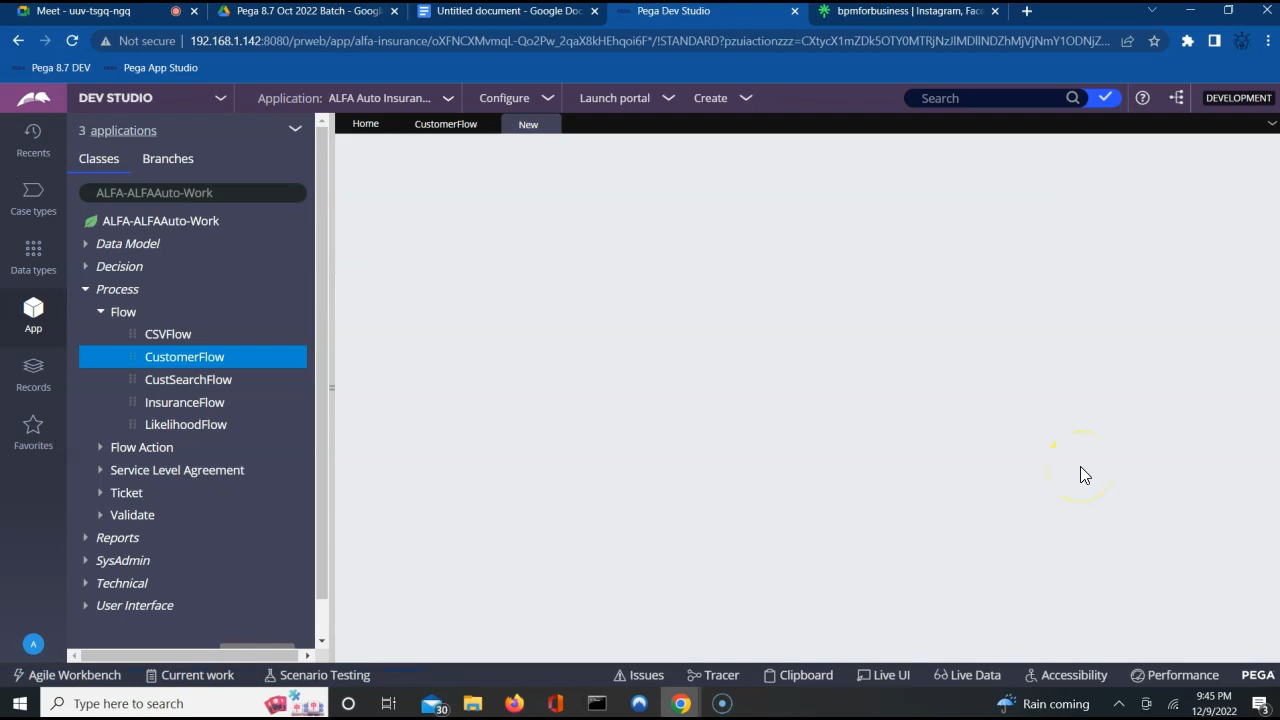 Meet - uuv-tsgq-ngq
Pega 8.7 Oct 2022 Batch - Googl
Untitled document - Google Doc
Pega Dev Studio
bpmforbusiness | Instagram, Face
Not secure
192.168.1.142:8080/prweb/app/alfa-insurance/oXFNCXMvmqL-Qo2Pw_2qaX8kHEhqoi6F*/!STANDARD?pzuiactionzzz=CXtycX1mZDk5OTY0MTRjNzJlMDllNDZhMjVjNmY1ODNjZ...
Pega 8.7 DEV
Pega App Studio
DEV STUDIO
Application: ALFA Auto Insuran...
Configure
Launch portal
Create
Search
DEVELOPMENT
3 applications
Home
CustomerFlow
New
Recents
Classes
Branches
ALFA-ALFAAuto-Work
Case types
ALFA-ALFAAuto-Work
Data Model
Data types
Decision
Process
App
Flow
CSVFlow
CustomerFlow
Records
CustSearchFlow
InsuranceFlow
Favorites
LikelihoodFlow
Flow Action
Service Level Agreement
Ticket
Validate
Reports
SysAdmin
Technical
User Interface
A
Agile Workbench
Current work
Scenario Testing
Issues
Tracer
Clipboard
Live UI
Live Data
Accessibility
Performance
PEGA
Type here to search
30
Rain coming
9:45 PM
12/9/2022
3